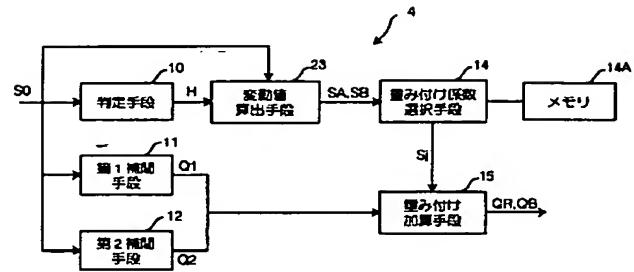 4
10
23
14
14A
S0
判定手段
H
変動値
算出手段
SA,SB
重み付け係数
選択手段
メモリ
11
第1補間
手段
Q1
Si
15
12
第2補間
手段
Q2
重み付け
加算手段
QR,QB